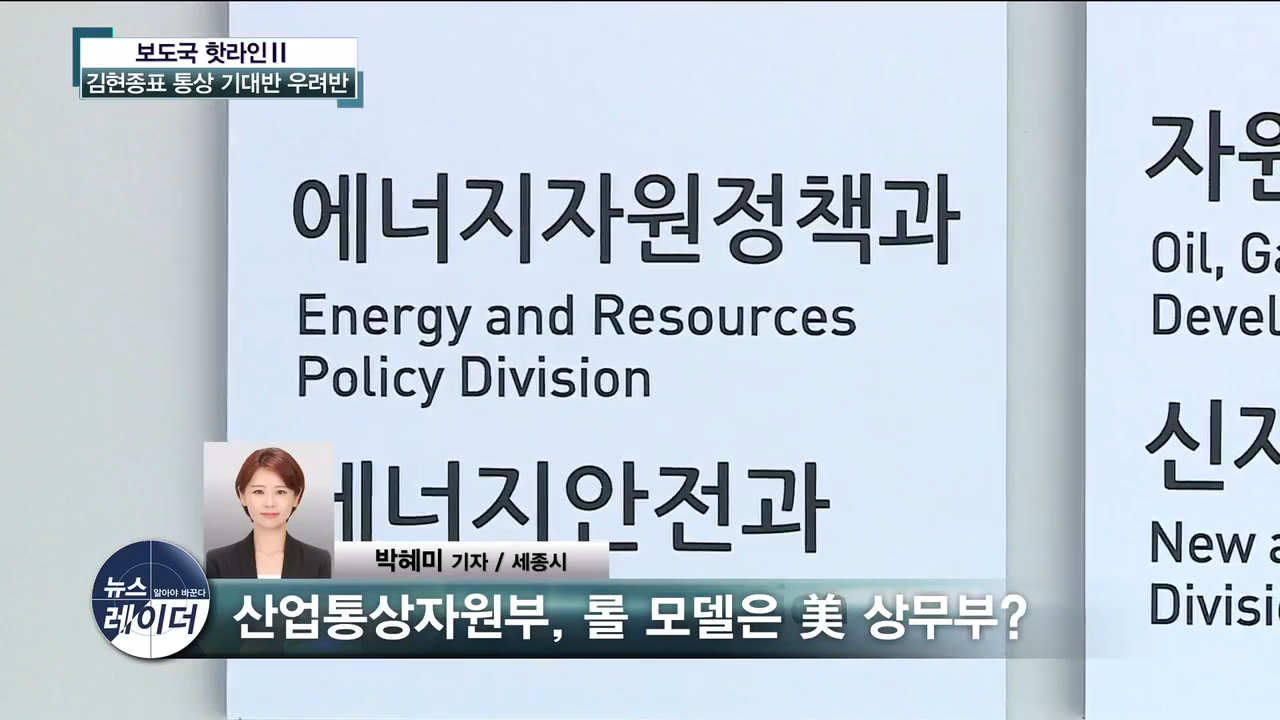 보도국 핫라인Ⅱ
김현종표 통상 기대반 우려반
에너지자원정책과
Energy and Resources
Policy Division
에너지안전과
자원
Oil, Ga
Devel
신재
New a
Divisi
박혜미 기자 / 세종시
뉴스 알아야 바꾼다
레이더
산업통상자원부, 롤 모델은 美 상무부?